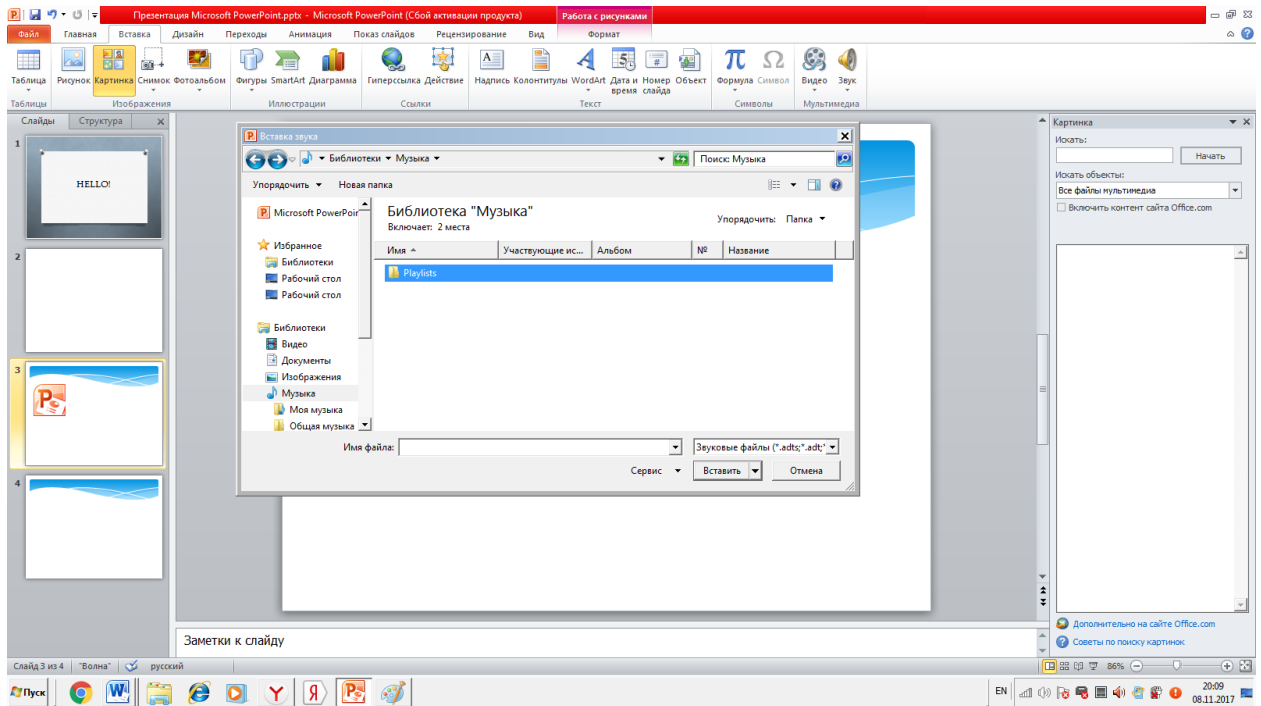 Презентация Microsoft PowerPoint.pptx - Microsoft PowerPoint (Сбой активации продукта)
Работа с рисунками
Файл Главная Вставка Дизайн Переходы Анимация Показ слайдов Рецензирование Вид Формат
Таблица Рисунок Картинка Снимок Фотоальбом Фигуры SmartArt Диаграмма Гиперссылка Действие Надпись Колонтитулы WordArt Дата и время Номер слайда Объект Формула Символ Видео Звук
Таблицы Изображения Иллюстрации Ссылки Текст Символы Мультимедиа
Слайды Структура
1
HELLO!
2
3
4
Вставка звука
Библиотеки Музыка
Поиск: Музыка
Упорядочить Новая папка
Microsoft PowerPoir
Избранное
Библиотеки
Рабочий стол
Рабочий стол
Библиотеки
Видео
Документы
Изображения
Музыка
Моя музыка
Общая музыка
Библиотека "Музыка"
Включает: 2 места
Упорядочить: Папка
Имя Участвующие ис... Альбом № Название
Playlists
Имя файла:
Звуковые файлы (*.adts;*.adt;*
Сервис Вставить Отмена
Картинка
Искать:
Начать
Искать объекты:
Все файлы мультимедиа
Включить контент сайта Office.com
Дополнительно на сайте Office.com
Советы по поиску картинок
Заметки к слайду
Слайд 3 из 4 "Волна" русский
86%
Пуск
EN
20:09
08.11.2017